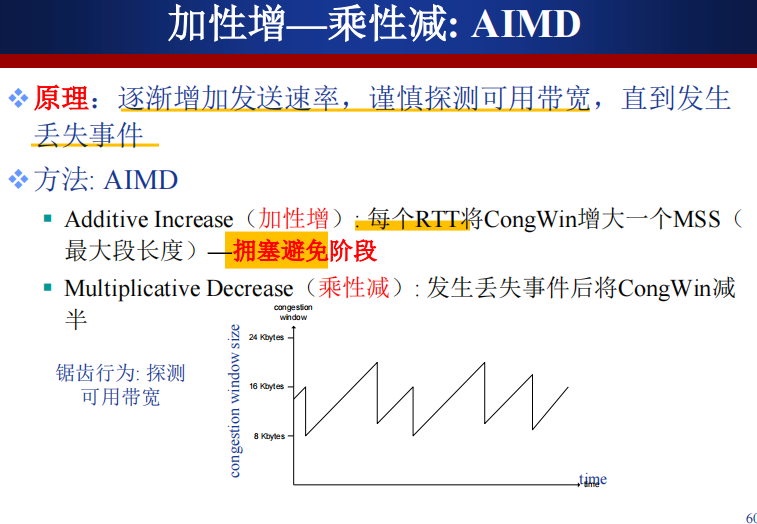 加性增—乘性减: AIMD
原理：逐渐增加发送速率，谨慎探测可用带宽，直到发生
丢失事件
方法: AIMD
Additive Increase（加性增）: 每个RTT将CongWin增大一个MSS（
最大段长度）—拥塞避免阶段
Multiplicative Decrease（乘性减）: 发生丢失事件后将CongWin减
半
锯齿行为: 探测
可用带宽
congestion
window
congestion window size
24 Kbytes
16 Kbytes
8 Kbytes
time
time
60